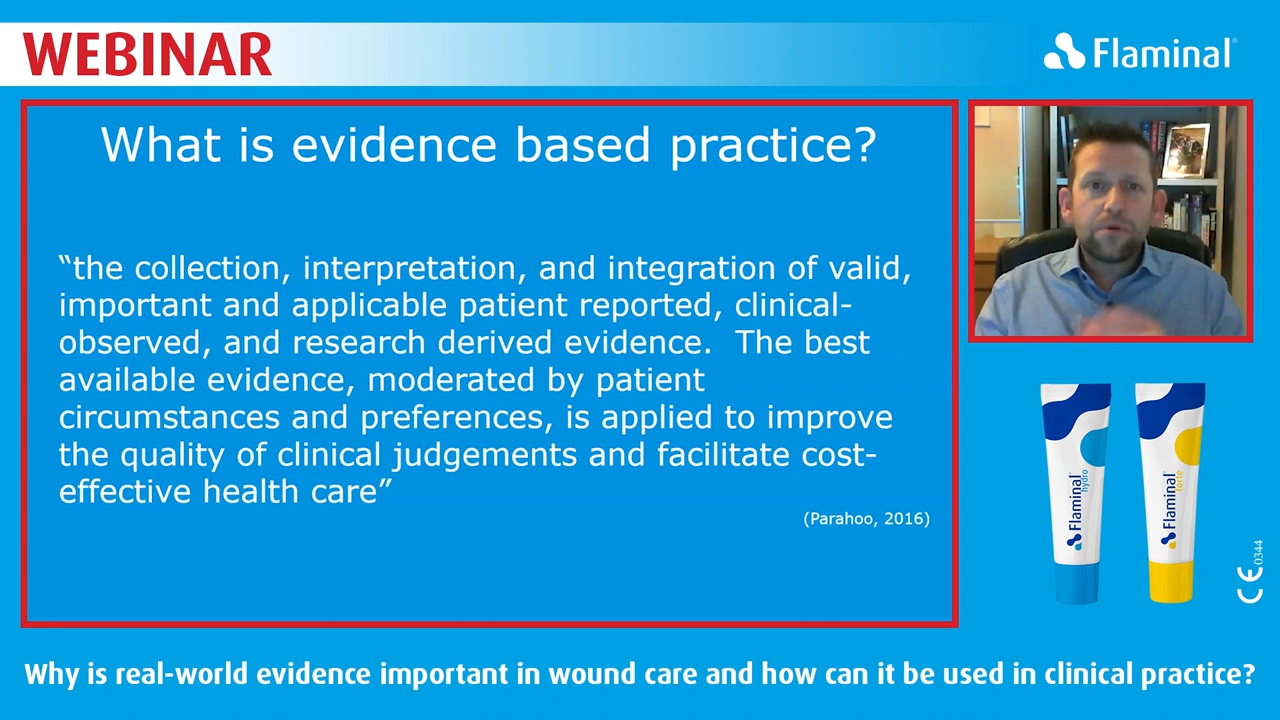 WEBINAR
Flaminal®
What is evidence based practice?
“the collection, interpretation, and integration of valid,
important and applicable patient reported, clinical-
observed, and research derived evidence.  The best
available evidence, moderated by patient
circumstances and preferences, is applied to improve
the quality of clinical judgements and facilitate cost-
effective health care”
(Parahoo, 2016)
Flaminal®
hydro
Flaminal®
forte
CE 0344
Why is real-world evidence important in wound care and how can it be used in clinical practice?